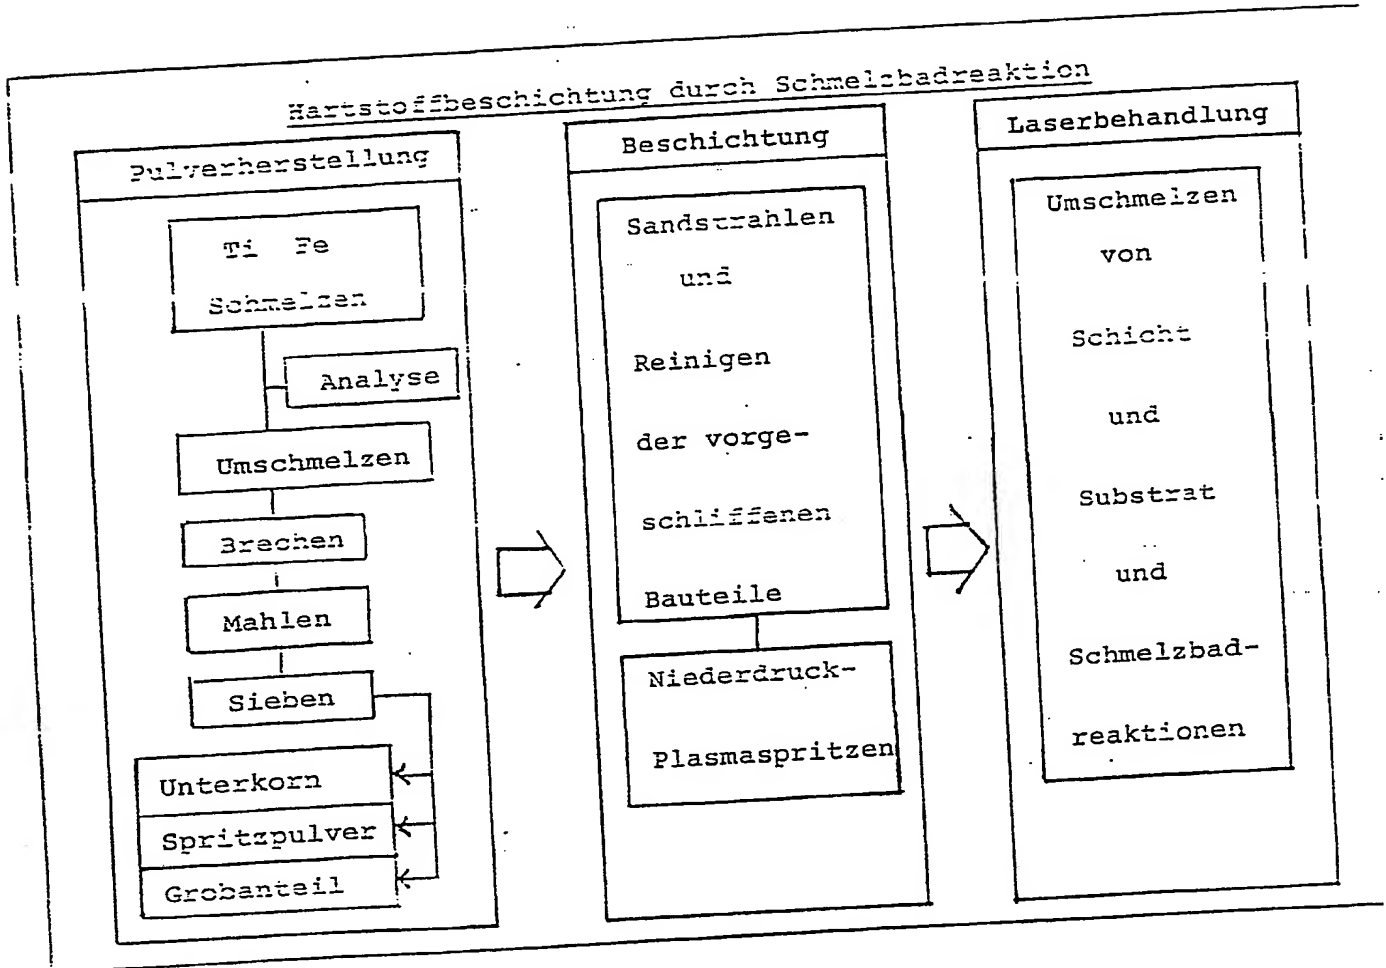 Hartstoffbeschichtung durch Schmelzbadreaktion
Pulverherstellung
Ti Fe
Schmelzen
Analyse
Umschmelzen
Brechen
Mahlen
Sieben
Unterkorn
Spritzpulver
Grobanteil
Beschichtung
Sandstrahlen
und
Reinigen
der vorge-
schliffenen
Bauteile
Niederdruck-
Plasmaspritzen
Laserbehandlung
Umschmelzen
von
Schicht
und
Substrat
und
Schmelzbad-
reaktionen